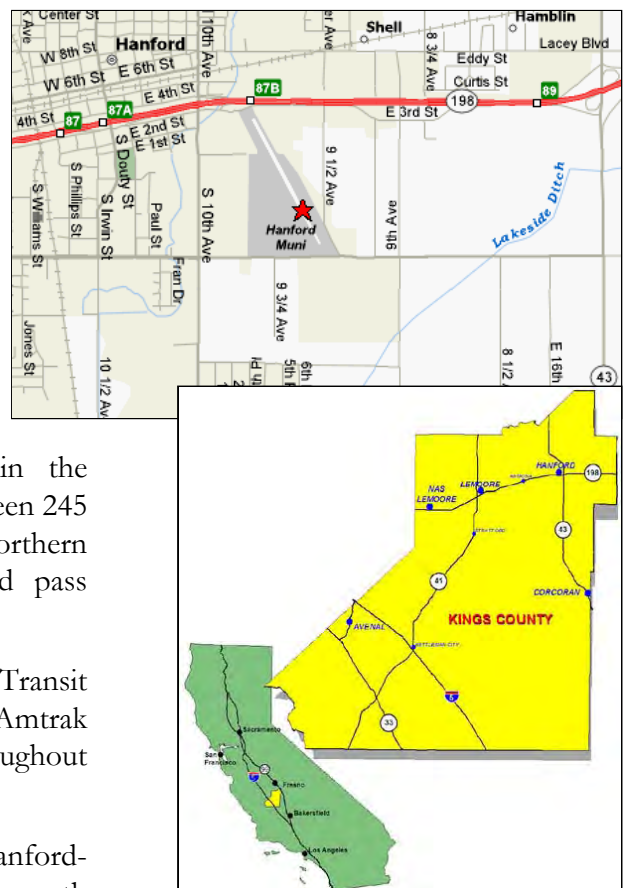 Center St
W 8th St
Hanford
W 6th St
E 6th St
10th Ave
Shell
Hamblin
8 3/4 Ave
Lacey Blvd
Eddy St
Curtis St
87B
89
198
E 4th St
E 3rd St
4th St
87
87A
E 2nd St
E 1st St
S Williams St
S Phillips St
S Irwin St
S Douty St
Paul St
Fran Dr
S 10th Ave
9 1/2 Ave
9th Ave
Lakeside Ditch
Hanford
Muni
9 3/4 Ave
Jones St
10 1/2 Av
6th
8 1/2
E 16th
43
in the
een 245
orthern
d pass
Transit
Amtrak
ughout
anford-
HANFORD
198
NAS
LEMOORE
LEMOORE
STRATFORD
43
41
CORCORAN
KINGS COUNTY
AVENAL
KETTLEMAN CITY
33
Sacramento
San
Francisco
Fresno
Bakersfield
Los Angeles